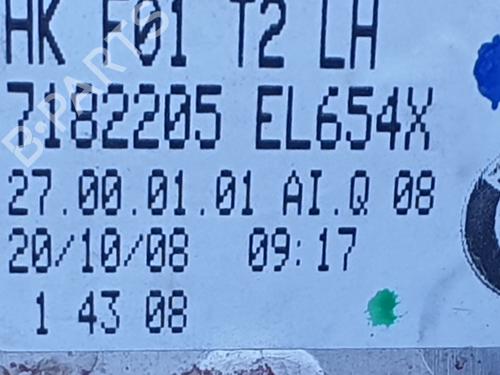 HK F01 T2 LH
7182205 EL654X
27.00.01.01 AI.Q 08
20/10/08 09:17
1 43 08
B-PARTS